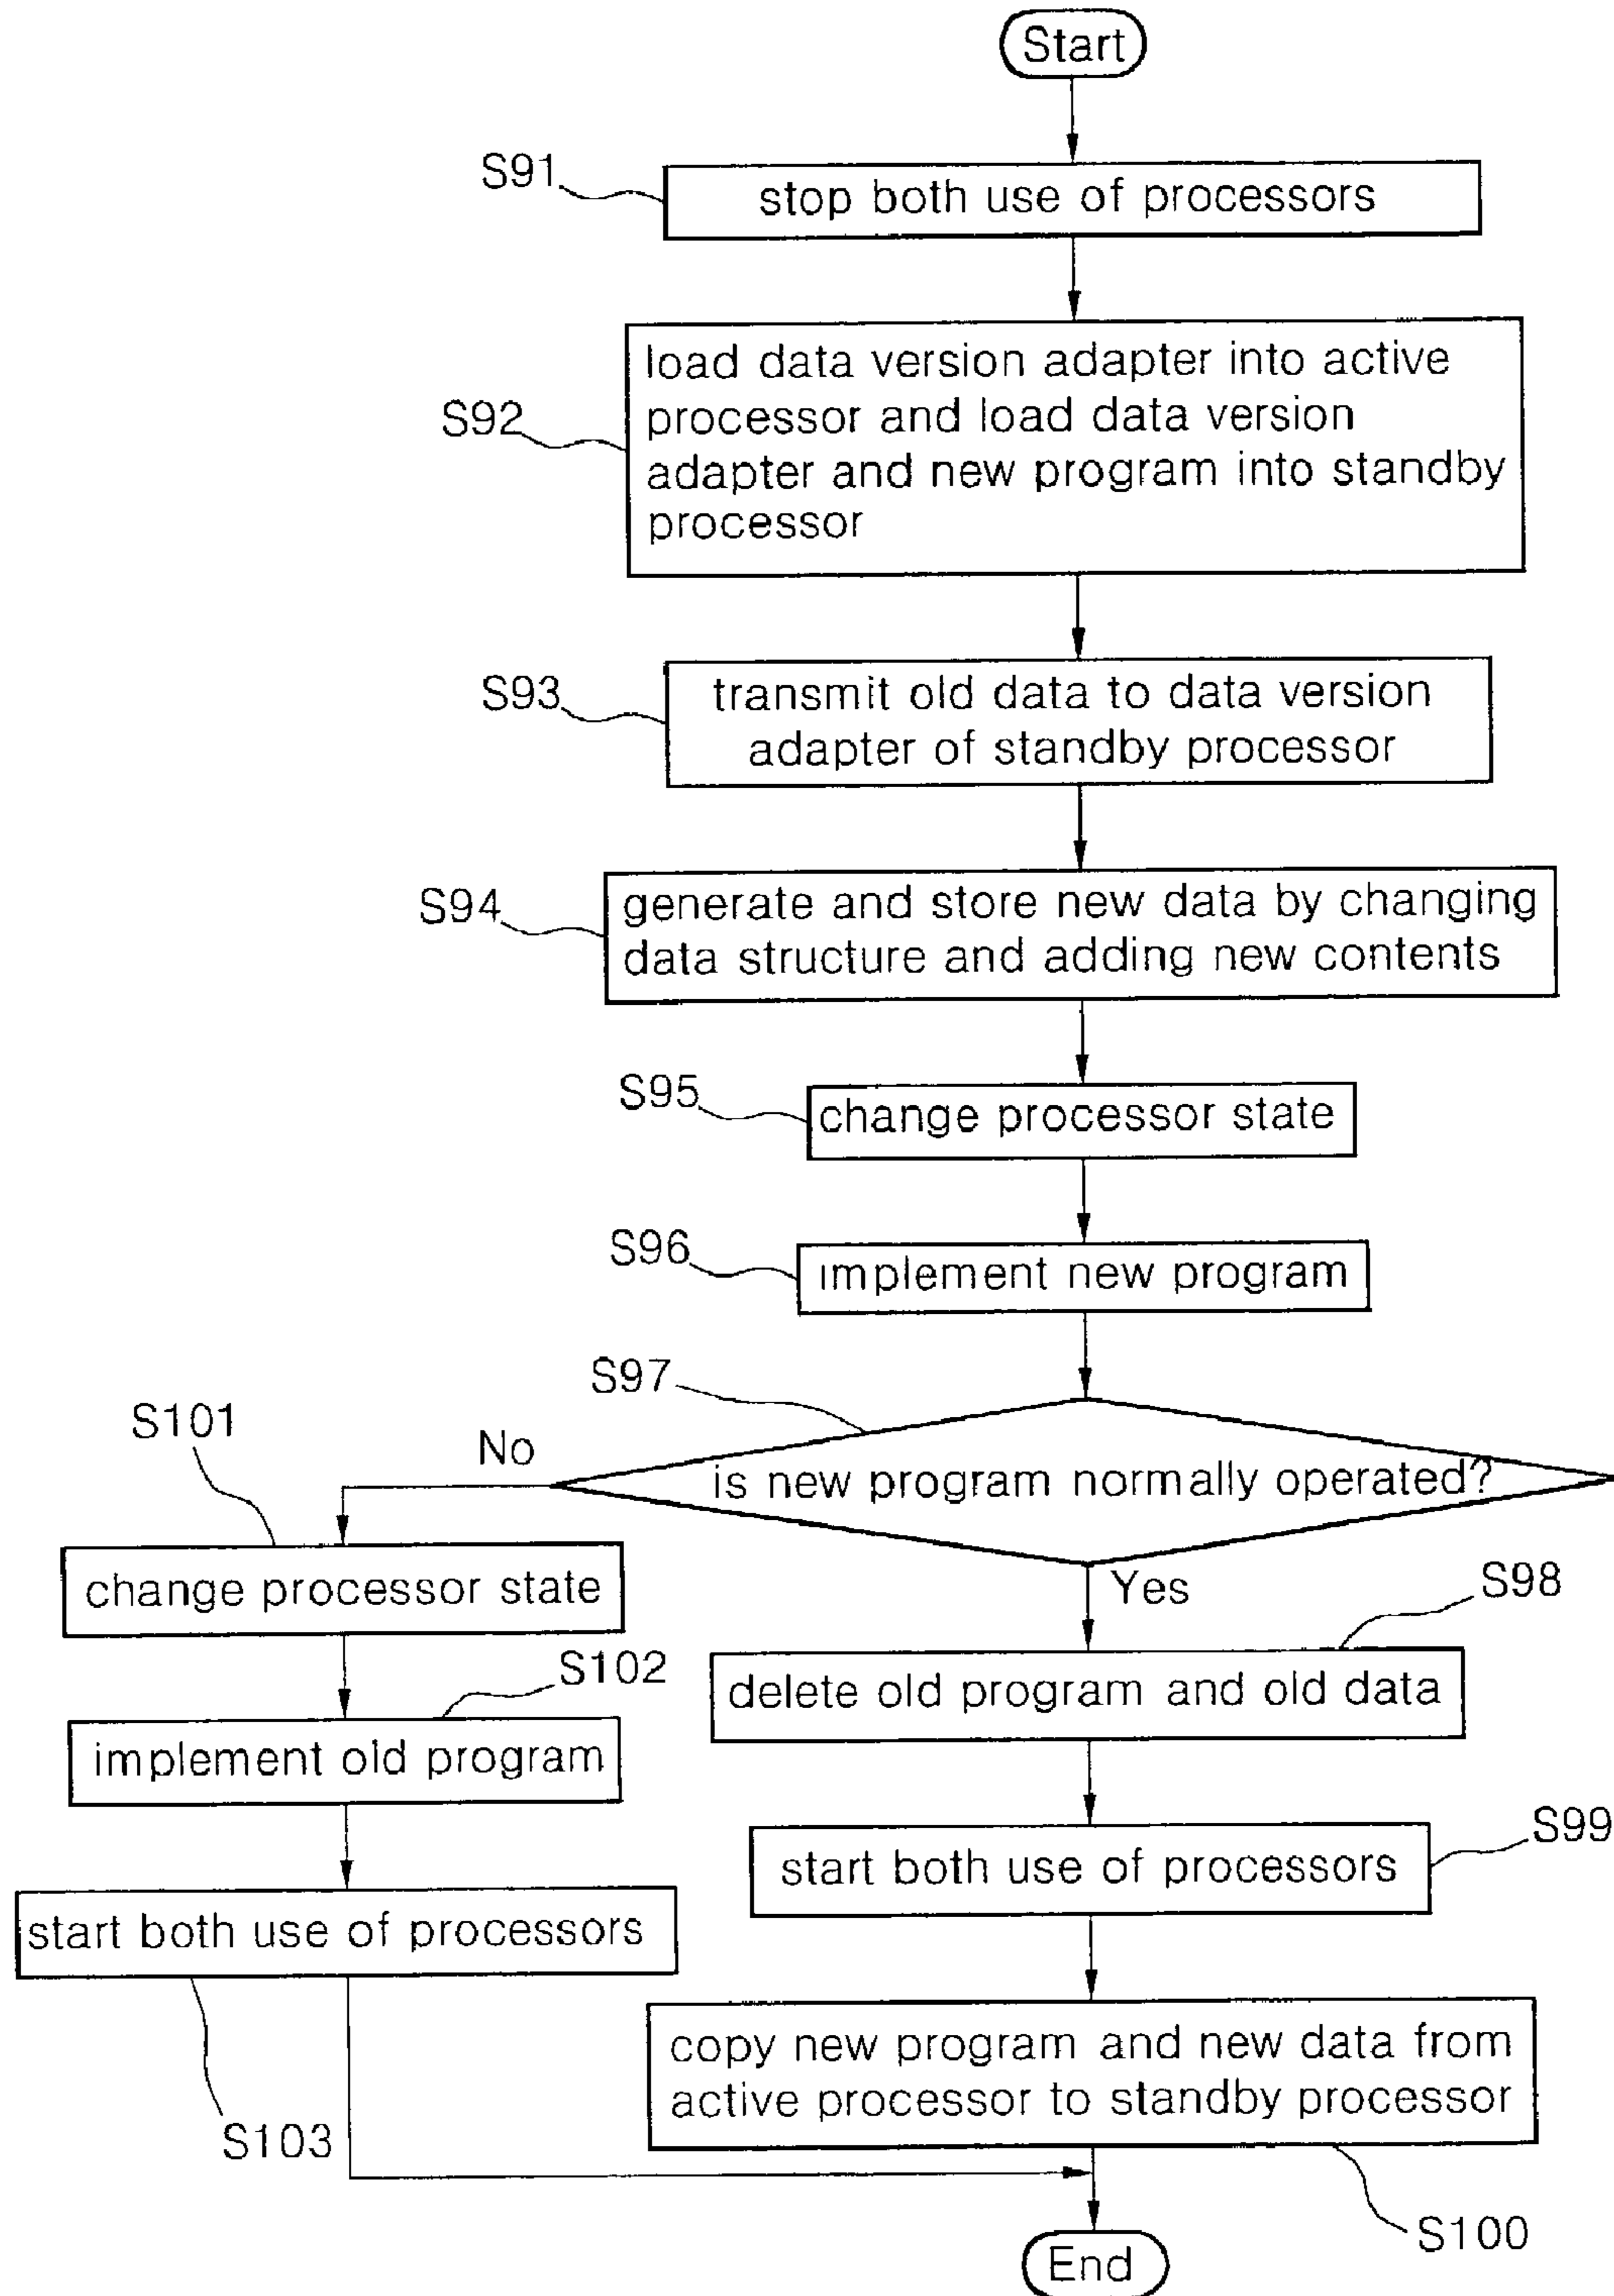 Start
S91
stop both use of processors
S92
load data version adapter into active
processor and load data version
adapter and new program into standby
processor
S93
transmit old data to data version
adapter of standby processor
S94
generate and store new data by changing
data structure and adding new contents
S95
change processor state
S96
implement new program
S97
is new program normally operated?
No
Yes
S101
change processor state
S98
delete old program and old data
S102
implement old program
S99
start both use of processors
start both use of processors
S103
copy new program and new data from
active processor to standby processor
S100
End